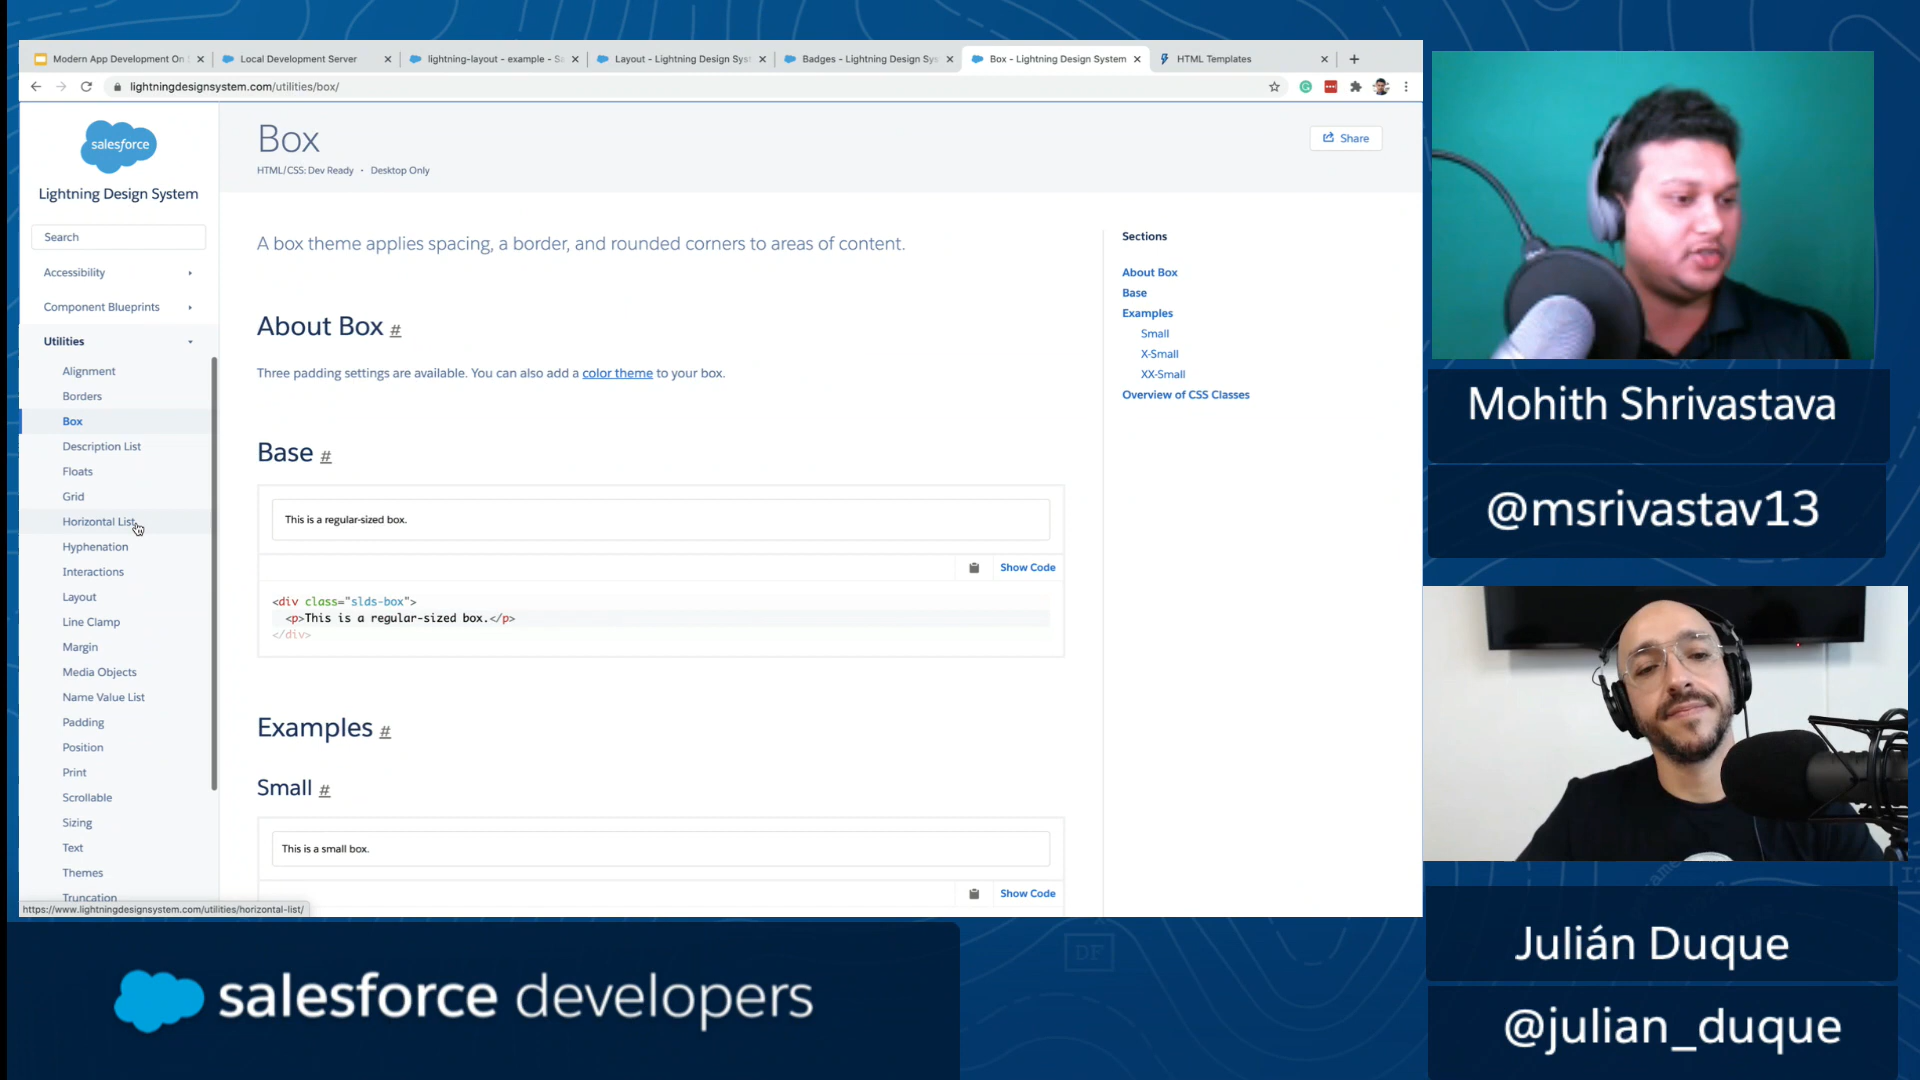 Modern App Development On
Local Development Server
lightning-layout - example - S
Layout - Lightning Design Sys
Badges - Lightning Design Sy
Box - Lightning Design System
HTML Templates
lightningdesignsystem.com/utilities/box/
salesforce
Lightning Design System
Search
Accessibility
Component Blueprints
Utilities
Alignment
Borders
Box
Description List
Floats
Grid
Horizontal List
Hyphenation
Interactions
Layout
Line Clamp
Margin
Media Objects
Name Value List
Padding
Position
Print
Scrollable
Sizing
Text
Themes
Truncation
https://www.lightningdesignsystem.com/utilities/horizontal-list/
Box
HTML/CSS: Dev Ready • Desktop Only
Share
A box theme applies spacing, a border, and rounded corners to areas of content.
About Box #
Three padding settings are available. You can also add a color theme to your box.
Base #
This is a regular-sized box.
Show Code
<div class="slds-box">
<p>This is a regular-sized box.</p>
</div>
Examples #
Small #
This is a small box.
Show Code
Sections
About Box
Base
Examples
Small
X-Small
XX-Small
Overview of CSS Classes
Mohith Shrivastava
@msrivastav13
Julián Duque
@julian_duque
DF
salesforce developers